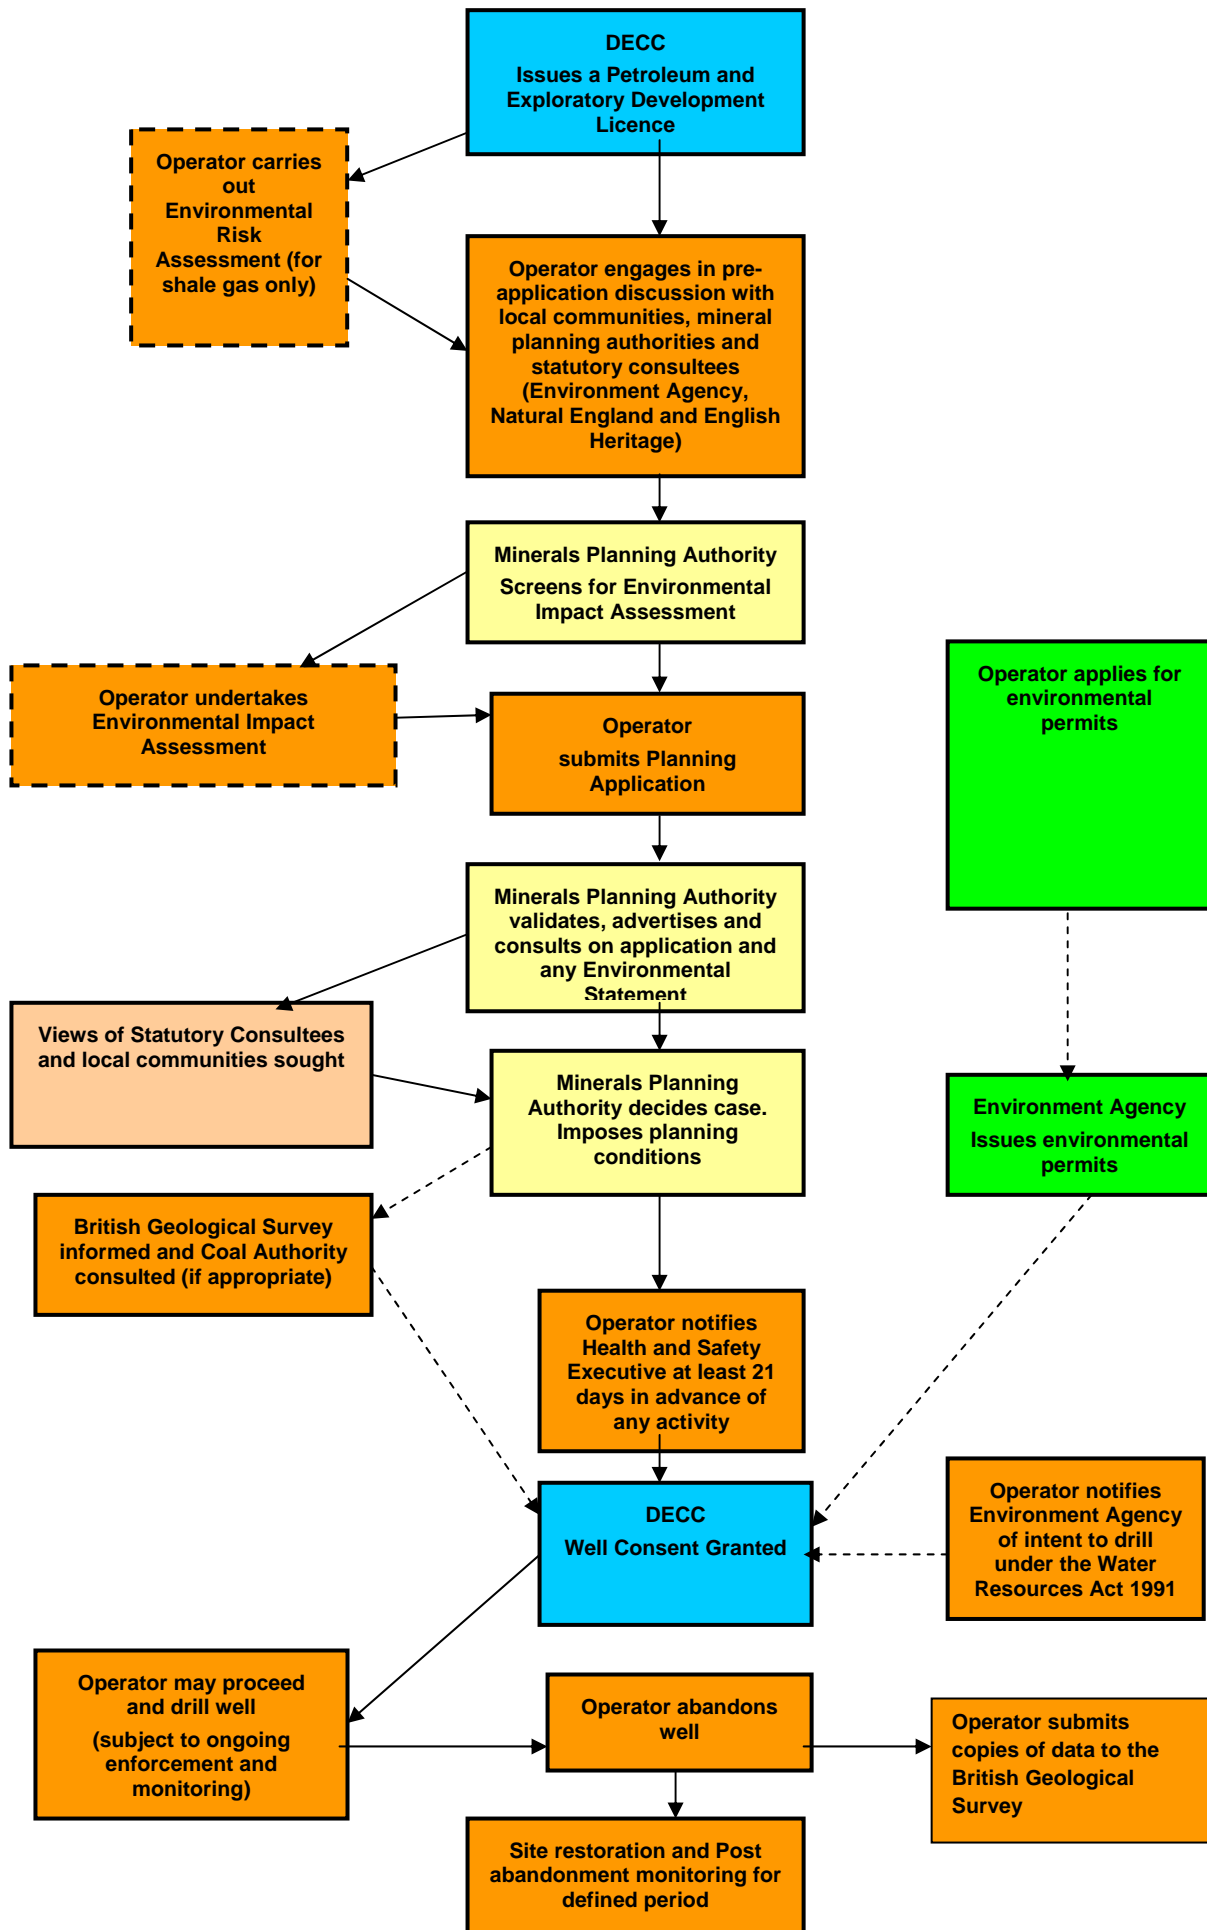 DECC
Issues a Petroleum and
Exploratory Development
Licence
Operator carries
out
Environmental
Risk
Assessment (for
shale gas only)
Operator engages in pre-
application discussion with
local communities, mineral
planning authorities and
statutory consultees
(Environment Agency,
Natural England and English
Heritage)
Minerals Planning Authority
Screens for Environmental
Impact Assessment
Operator undertakes
Environmental Impact
Assessment
Operator
submits Planning
Application
Operator applies for
environmental
permits
Minerals Planning Authority
validates, advertises and
consults on application and
any Environmental
Statement
Views of Statutory Consultees
and local communities sought
Minerals Planning
Authority decides case.
Imposes planning
conditions
Environment Agency
Issues environmental
permits
British Geological Survey
informed and Coal Authority
consulted (if appropriate)
Operator notifies
Health and Safety
Executive at least 21
days in advance of
any activity
DECC
Well Consent Granted
Operator notifies
Environment Agency
of intent to drill
under the Water
Resources Act 1991
Operator may proceed
and drill well
(subject to ongoing
enforcement and
monitoring)
Operator abandons
well
Operator submits
copies of data to the
British Geological
Survey
Site restoration and Post
abandonment monitoring for
defined period